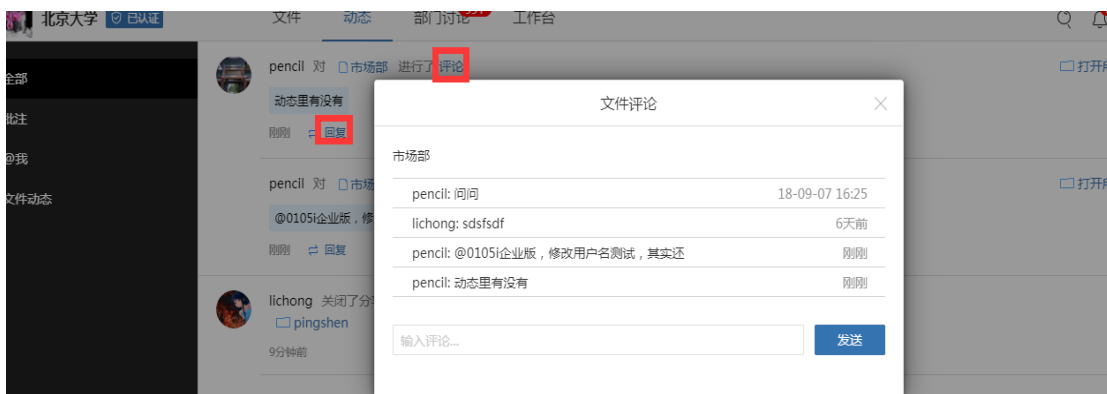 北京大学 已认证 文件 动态 部门讨论 工作台
全部
批注
@我
文件动态
pencil 对 市场部 进行了 评论
打开
动态里有没有
刚刚 回复
pencil 对 市场
打开
@0105i企业版，修
刚刚 回复
lichong 关闭了分
pingshen
9分钟前
文件评论
市场部
pencil: 问问 18-09-07 16:25
lichong: sdsfsdf 6天前
pencil: @0105i企业版，修改用户名测试，其实还 刚刚
pencil: 动态里有没有 刚刚
输入评论... 发送